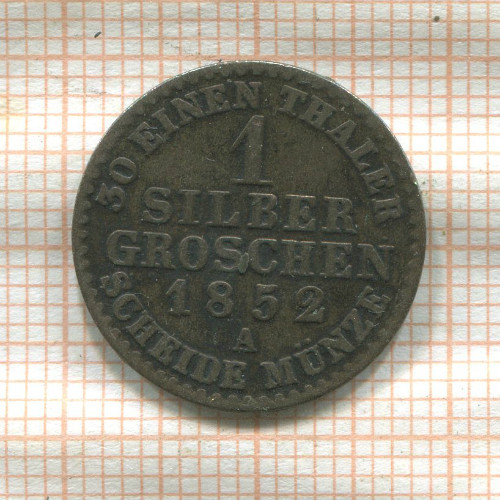 30 EINEN THALER
1
SILBER
GROSCHEN
1852
A
SCHEIDE MÜNZE